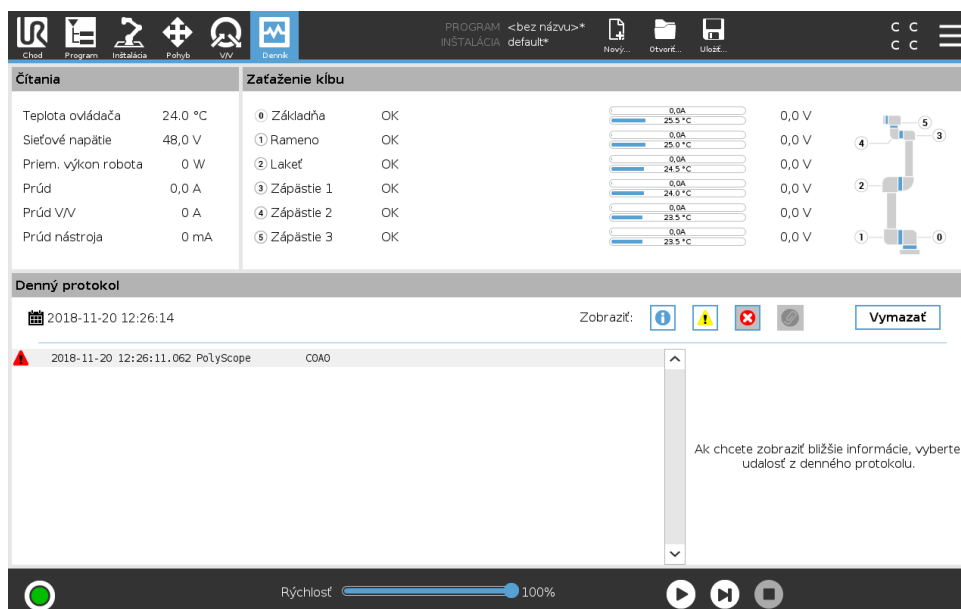 PROGRAM <bez názvu>*
INŠTALÁCIA default*
C C
C C
Chod Program Inštalácia Pohyb V/V Denník Nový... Otvoriť... Uložiť...
Čítania
Teplota ovládača 24.0 °C
Sieťové napätie 48,0 V
Priem. výkon robota 0 W
Prúd 0,0 A
Prúd V/V 0 A
Prúd nástroja 0 mA
Zaťaženie kĺbu
0 Základňa OK 0,0A 25.5 °C 0,0 V
1 Rameno OK 0,0A 25.0 °C 0,0 V
2 Lakeť OK 0,0A 24.5 °C 0,0 V
3 Zápästie 1 OK 0,0A 24.0 °C 0,0 V
4 Zápästie 2 OK 0,0A 23.5 °C 0,0 V
5 Zápästie 3 OK 0,0A 23.5 °C 0,0 V
5
4 3
2
1 0
Denný protokol
2018-11-20 12:26:14 Zobraziť: Vymazať
2018-11-20 12:26:11.062 PolyScope C0A0
Ak chcete zobraziť bližšie informácie, vyberte
udalosť z denného protokolu.
Rýchlosť 100%